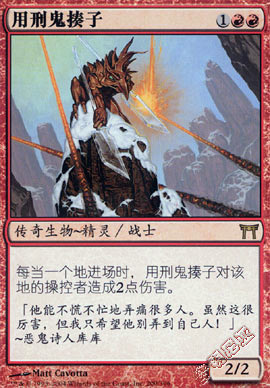 用刑鬼揍子
1
传奇生物~精灵／战士
每当一个地进场时，用刑鬼揍子对该
地的操控者造成2点伤害。
「他能不慌不忙地弄痛很多人。虽然这很
厉害，但我只希望他别弄到自己人！」
~恶鬼诗人库库
Matt Cavotta
2/2